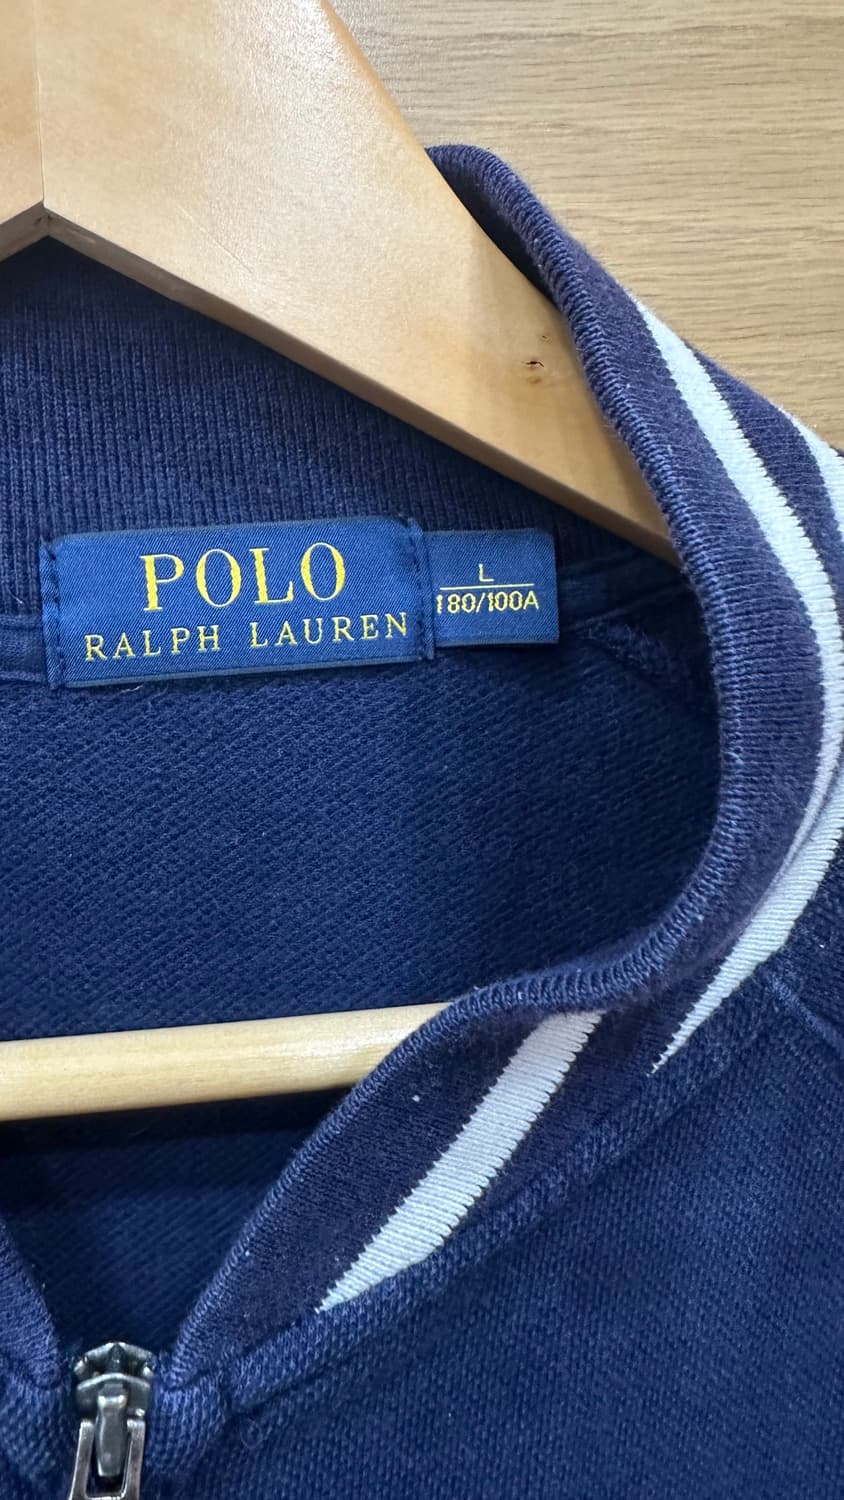 POLO
RALPH LAUREN
L
180/100A